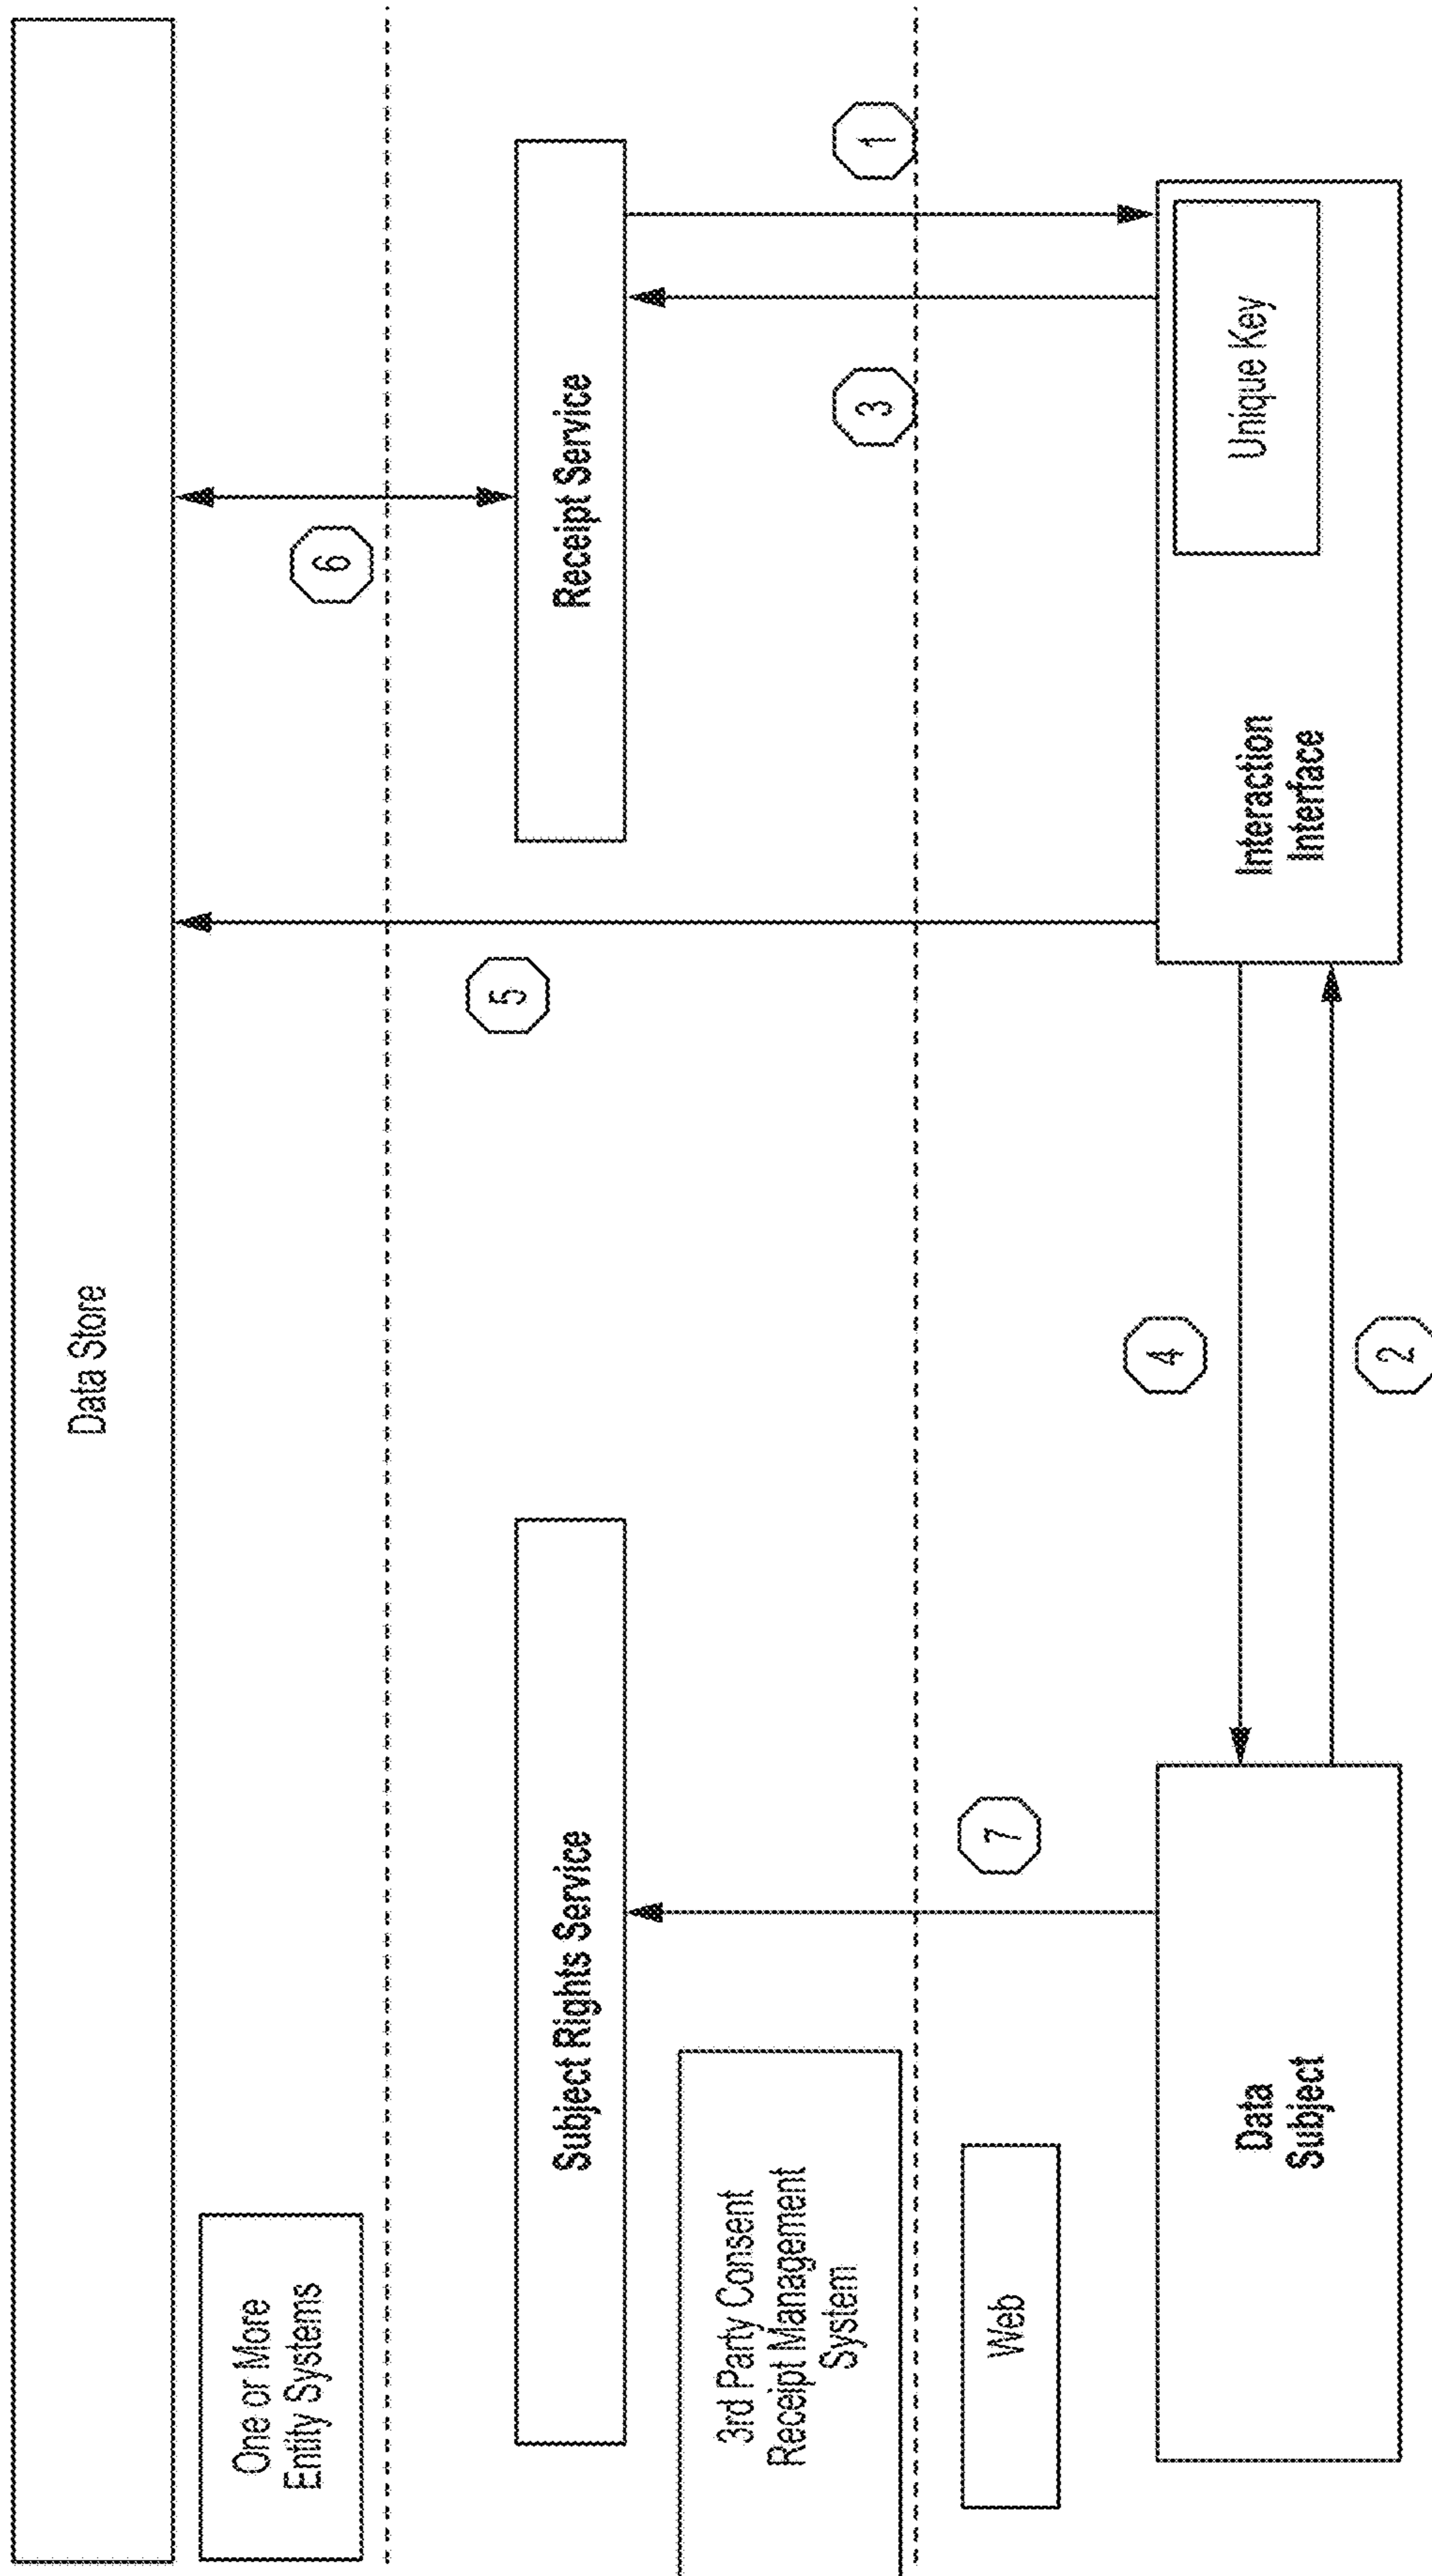 Data Store
One or More
Entity Systems
6
5
Subject Rights Service
Receipt Service
3rd Party Consent
Receipt Management
System
3
1
Web
7
4
Data
Subject
Interaction
Interface
Unique Key
2